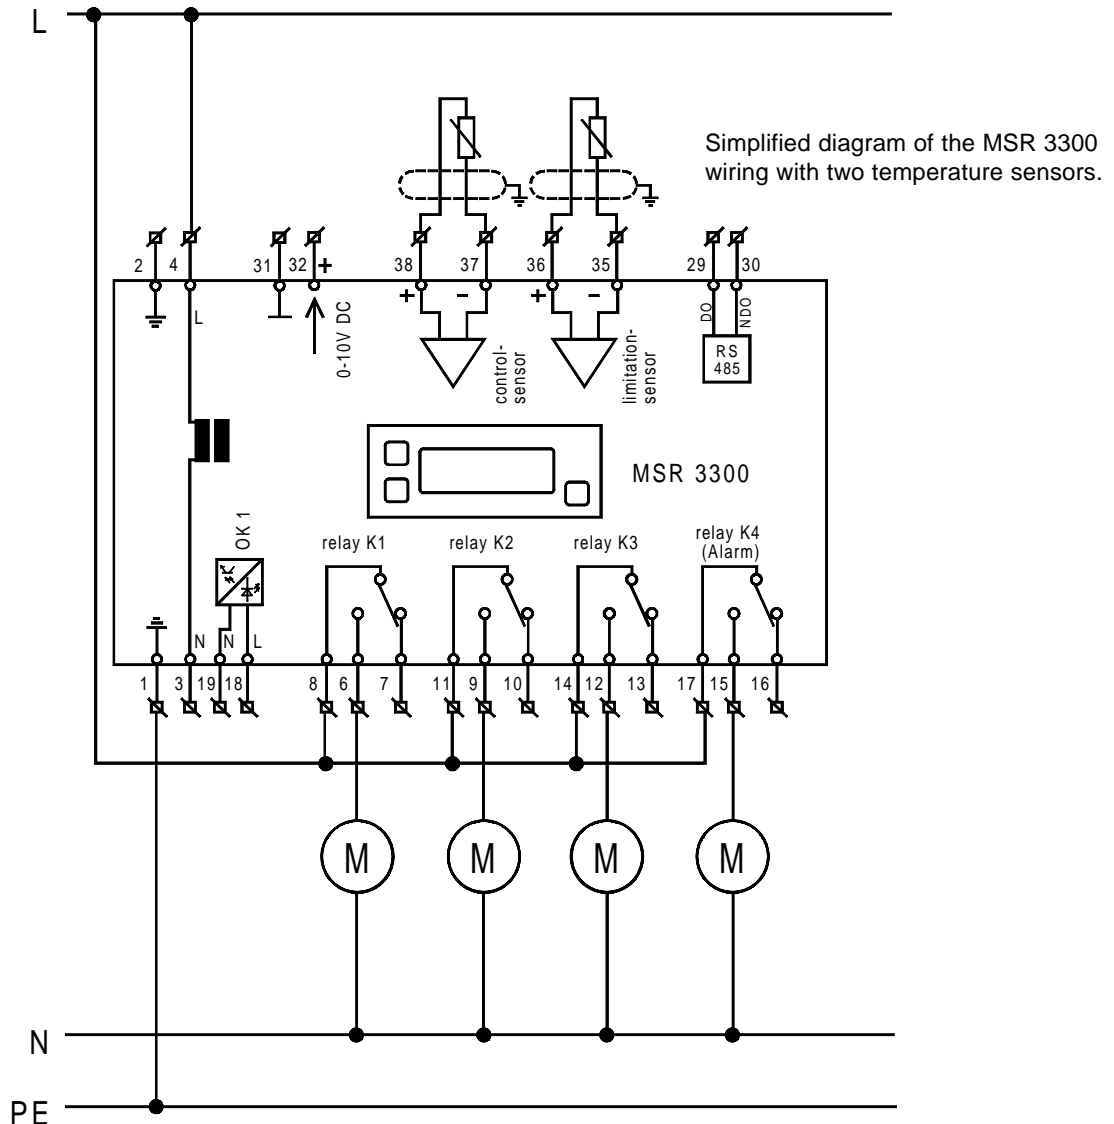 L
Simplified diagram of the MSR 3300
wiring with two temperature sensors.
2 4 31 32 + 38 37 36 35 29 30
+ - + -
L
0-10V DC
control-
sensor
limitation-
sensor
DO
NDO
RS
485
MSR 3300
OK 1
relay K1
relay K2
relay K3
relay K4
(Alarm)
N N L
1 3 19 18 8 6 7 11 9 10 14 12 13 17 15 16
M M M M
N
PE